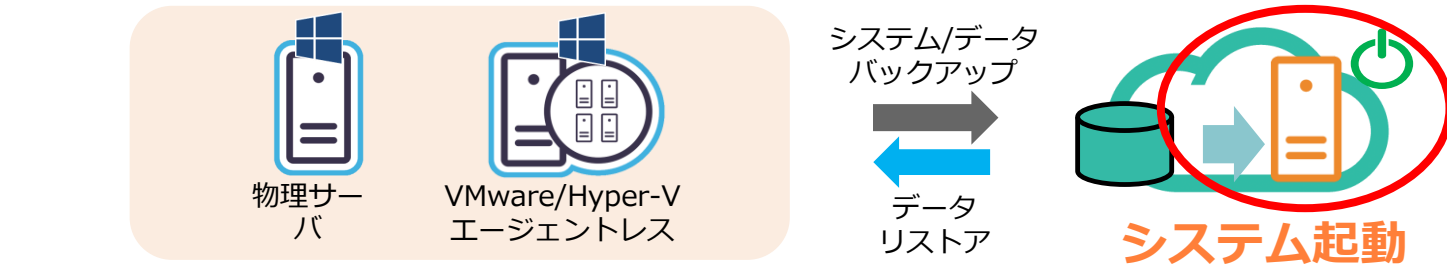 物理サー
バ
VMware/Hyper-V
エージェントレス
システム/データ
バックアップ
データ
リストア
システム起動